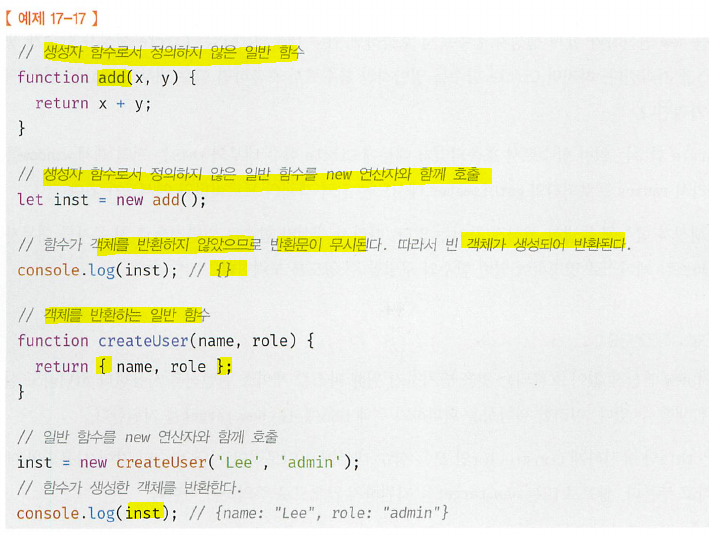 【 예제 17-17 】
// 생성자 함수로서 정의하지 않은 일반 함수
function add(x, y) {
  return x + y;
}
// 생성자 함수로서 정의하지 않은 일반 함수를 new 연산자와 함께 호출
let inst = new add();
// 함수가 객체를 반환하지 않았으므로 반환문이 무시된다. 따라서 빈 객체가 생성되어 반환된다.
console.log(inst); // {}
// 객체를 반환하는 일반 함수
function createUser(name, role) {
  return { name, role };
}
// 일반 함수를 new 연산자와 함께 호출
inst = new createUser('Lee', 'admin');
// 함수가 생성한 객체를 반환한다.
console.log(inst); // {name: "Lee", role: "admin"}